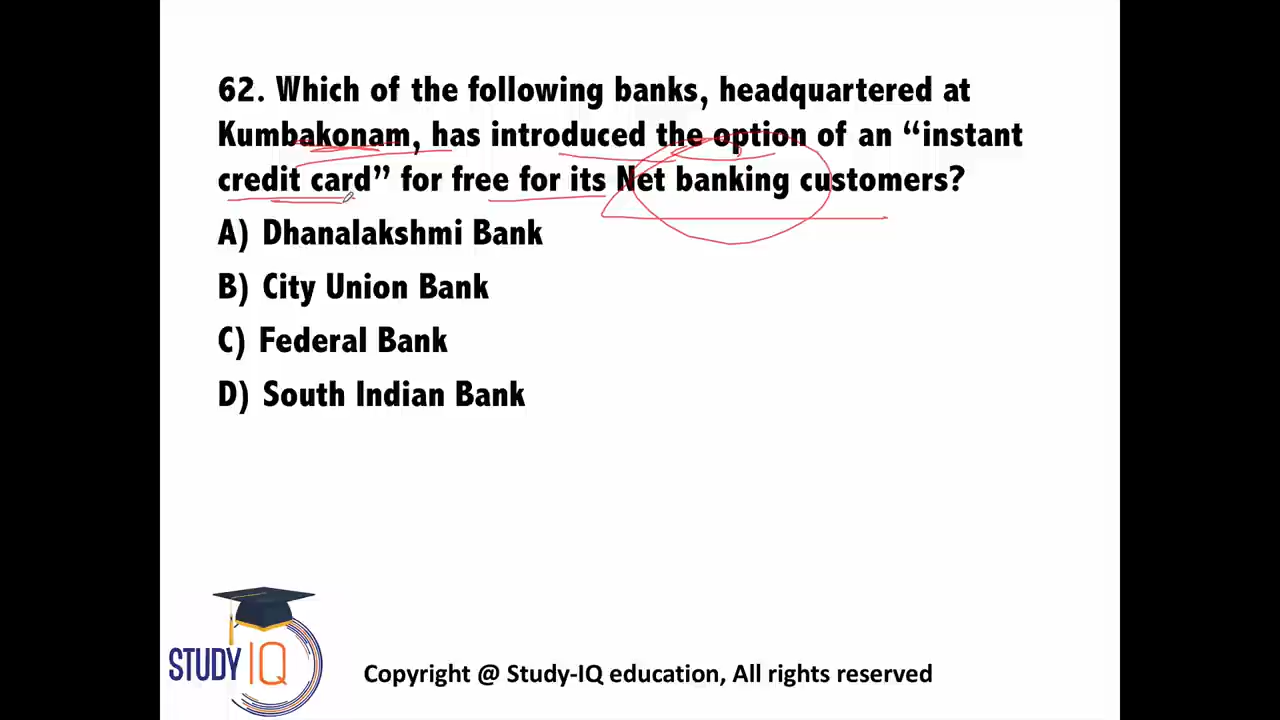 62. Which of the following banks, headquartered at
Kumbakonam, has introduced the option of an “instant
credit card” for free for its Net banking customers?
A) Dhanalakshmi Bank
B) City Union Bank
C) Federal Bank
D) South Indian Bank
STUDY IQ
Copyright @ Study-IQ education, All rights reserved